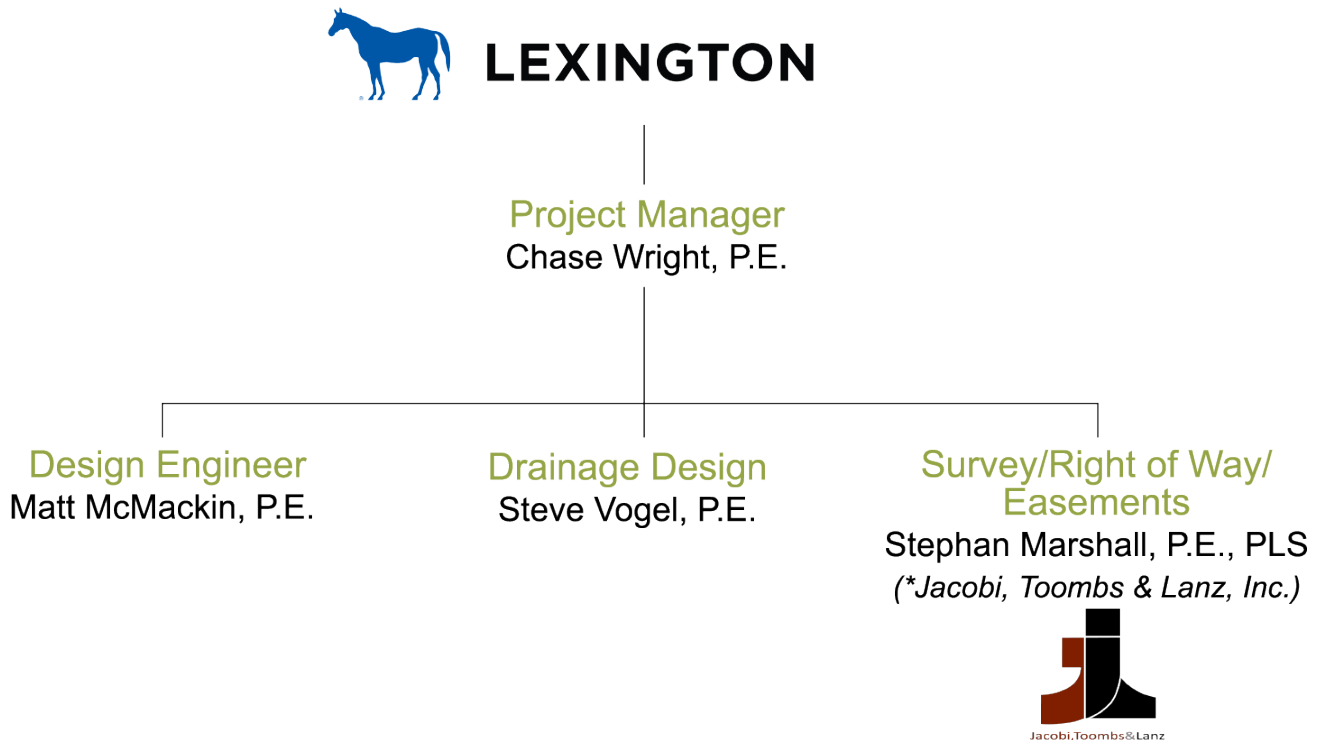 LEXINGTON
Project Manager
Chase Wright, P.E.
Design Engineer
Matt McMackin, P.E.
Drainage Design
Steve Vogel, P.E.
Survey/Right of Way/
Easements
Stephan Marshall, P.E., PLS
(*Jacobi, Toombs & Lanz, Inc.)
Jacobi,Toombs&Lanz